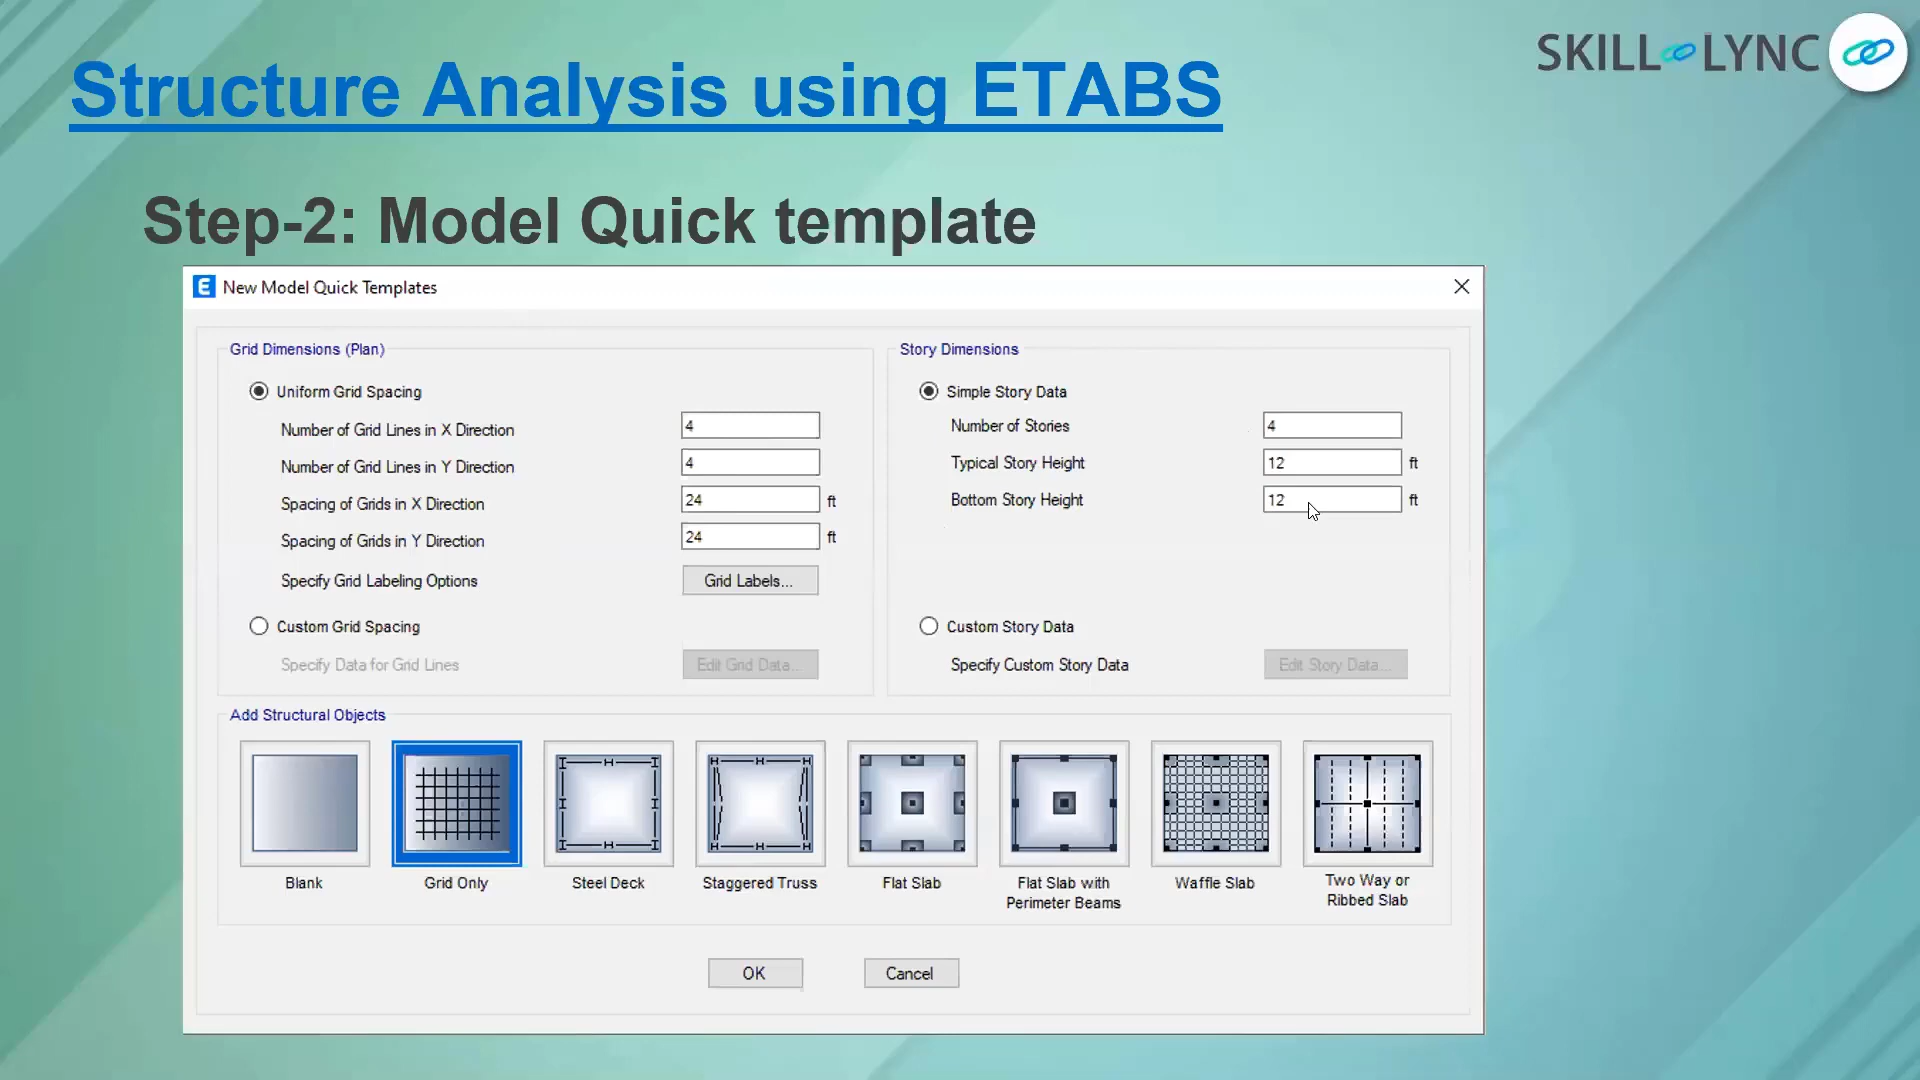 SKILL LYNC
Structure Analysis using ETABS
Step-2: Model Quick template
E New Model Quick Templates
Grid Dimensions (Plan)
Uniform Grid Spacing
Number of Grid Lines in X Direction 4
Number of Grid Lines in Y Direction 4
Spacing of Grids in X Direction 24 ft
Spacing of Grids in Y Direction 24 ft
Specify Grid Labeling Options Grid Labels...
Custom Grid Spacing
Specify Data for Grid Lines Edit Grid Data...
Story Dimensions
Simple Story Data
Number of Stories 4
Typical Story Height 12 ft
Bottom Story Height 12 ft
Custom Story Data
Specify Custom Story Data Edit Story Data...
Add Structural Objects
Blank
Grid Only
Steel Deck
Staggered Truss
Flat Slab
Flat Slab with
Perimeter Beams
Waffle Slab
Two Way or
Ribbed Slab
OK Cancel